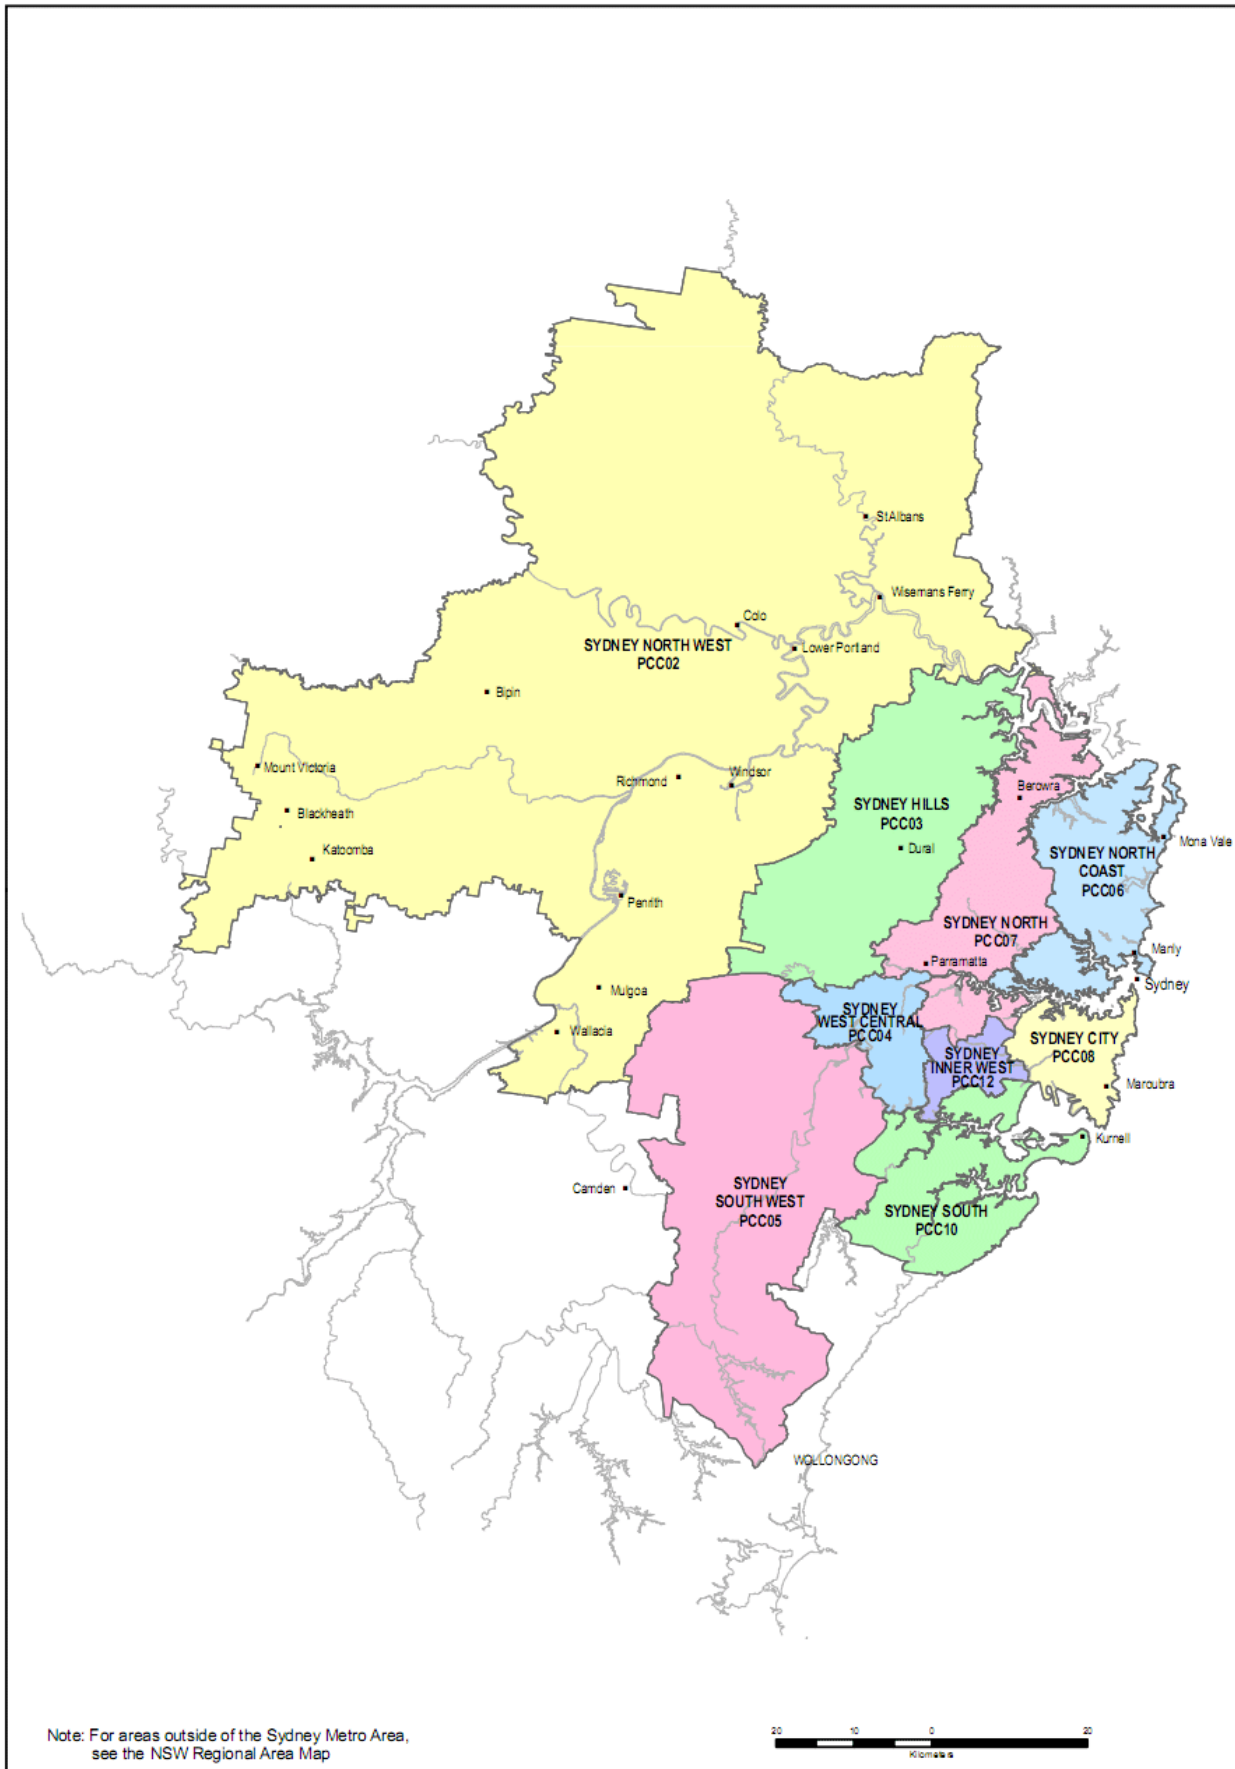 StAlbans
Wisemans Ferry
Colo
SYDNEY NORTH WEST
PCC02
Lower Portland
Bipin
Mount Victoria
Richmond
Windsor
Berowra
Blackheath
SYDNEY HILLS
PCC03
Mona Vale
Dural
SYDNEY NORTH
COAST
PCC06
Katoomba
Penrith
SYDNEY NORTH
PCC07
Manly
Parramatta
Sydney
Mulgoa
SYDNEY
WEST CENTRAL
PCC04
Wallacia
SYDNEY CITY
PCC08
SYDNEY
INNER WEST
PCC12
Maroubra
Kurnell
Camden
SYDNEY
SOUTH WEST
PCC05
SYDNEY SOUTH
PCC10
WOLLONGONG
Note: For areas outside of the Sydney Metro Area,
see the NSW Regional Area Map
20 10 0 20
Kilometers